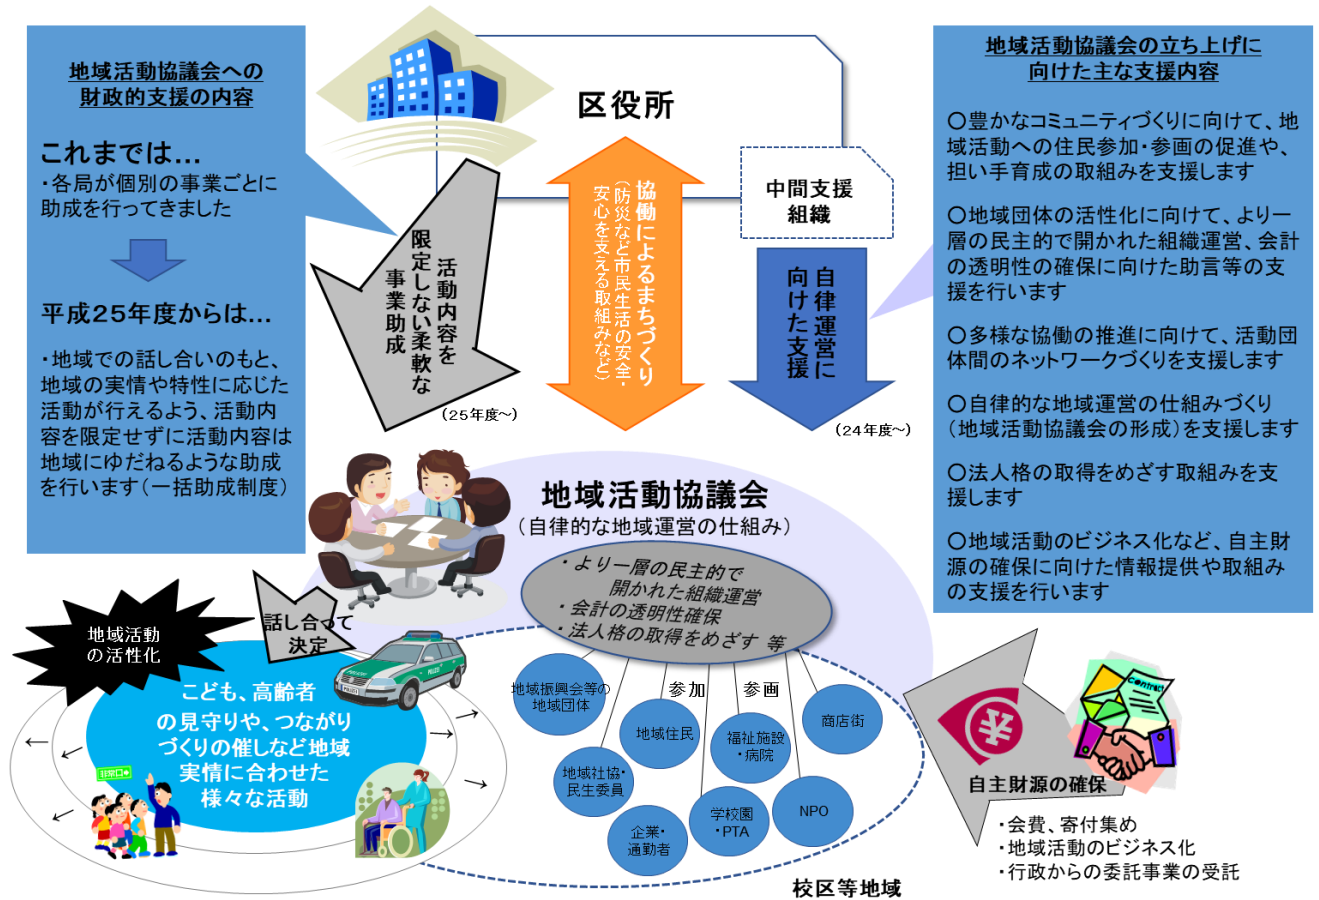 地域活動協議会への
財政的支援の内容
これまでは…
・各局が個別の事業ごとに
助成を行ってきました
平成２５年度からは…
・地域での話し合いのもと、
地域の実情や特性に応じた
活動が行えるよう、活動内
容を限定せずに活動内容は
地域にゆだねるような助成
を行います（一括助成制度）
区役所
中間支援
組織
活動内容を
限定しない柔軟な
事業助成
（25年度～）
協働によるまちづくり
（防災など市民生活の安全・
安心を支える取組みなど）
自律運営に
向けた支援
（24年度～）
地域活動協議会の立ち上げに
向けた主な支援内容
○豊かなコミュニティづくりに向けて、地
域活動への住民参加・参画の促進や、
担い手育成の取組みを支援します
○地域団体の活性化に向けて、より一
層の民主的で開かれた組織運営、会計
の透明性の確保に向けた助言等の支
援を行います
○多様な協働の推進に向けて、活動団
体間のネットワークづくりを支援します
○自律的な地域運営の仕組みづくり
（地域活動協議会の形成）を支援します
○法人格の取得をめざす取組みを支
援します
○地域活動のビジネス化など、自主財
源の確保に向けた情報提供や取組み
の支援を行います
地域活動協議会
（自律的な地域運営の仕組み）
・より一層の民主的で
開かれた組織運営
・会計の透明性確保
・法人格の取得をめざす 等
話し合って
決定
地域活動
の活性化
こども、高齢者
の見守りや、つながり
づくりの催しなど地域
実情に合わせた
様々な活動
非常口
POLIZEI
参加
参画
地域振興会等の
地域団体
地域住民
福祉施設
・病院
商店街
地域社協・
民生委員
企業・
通勤者
学校園
・PTA
NPO
校区等地域
¥
contract
自主財源の確保
・会費、寄付集め
・地域活動のビジネス化
・行政からの委託事業の受託